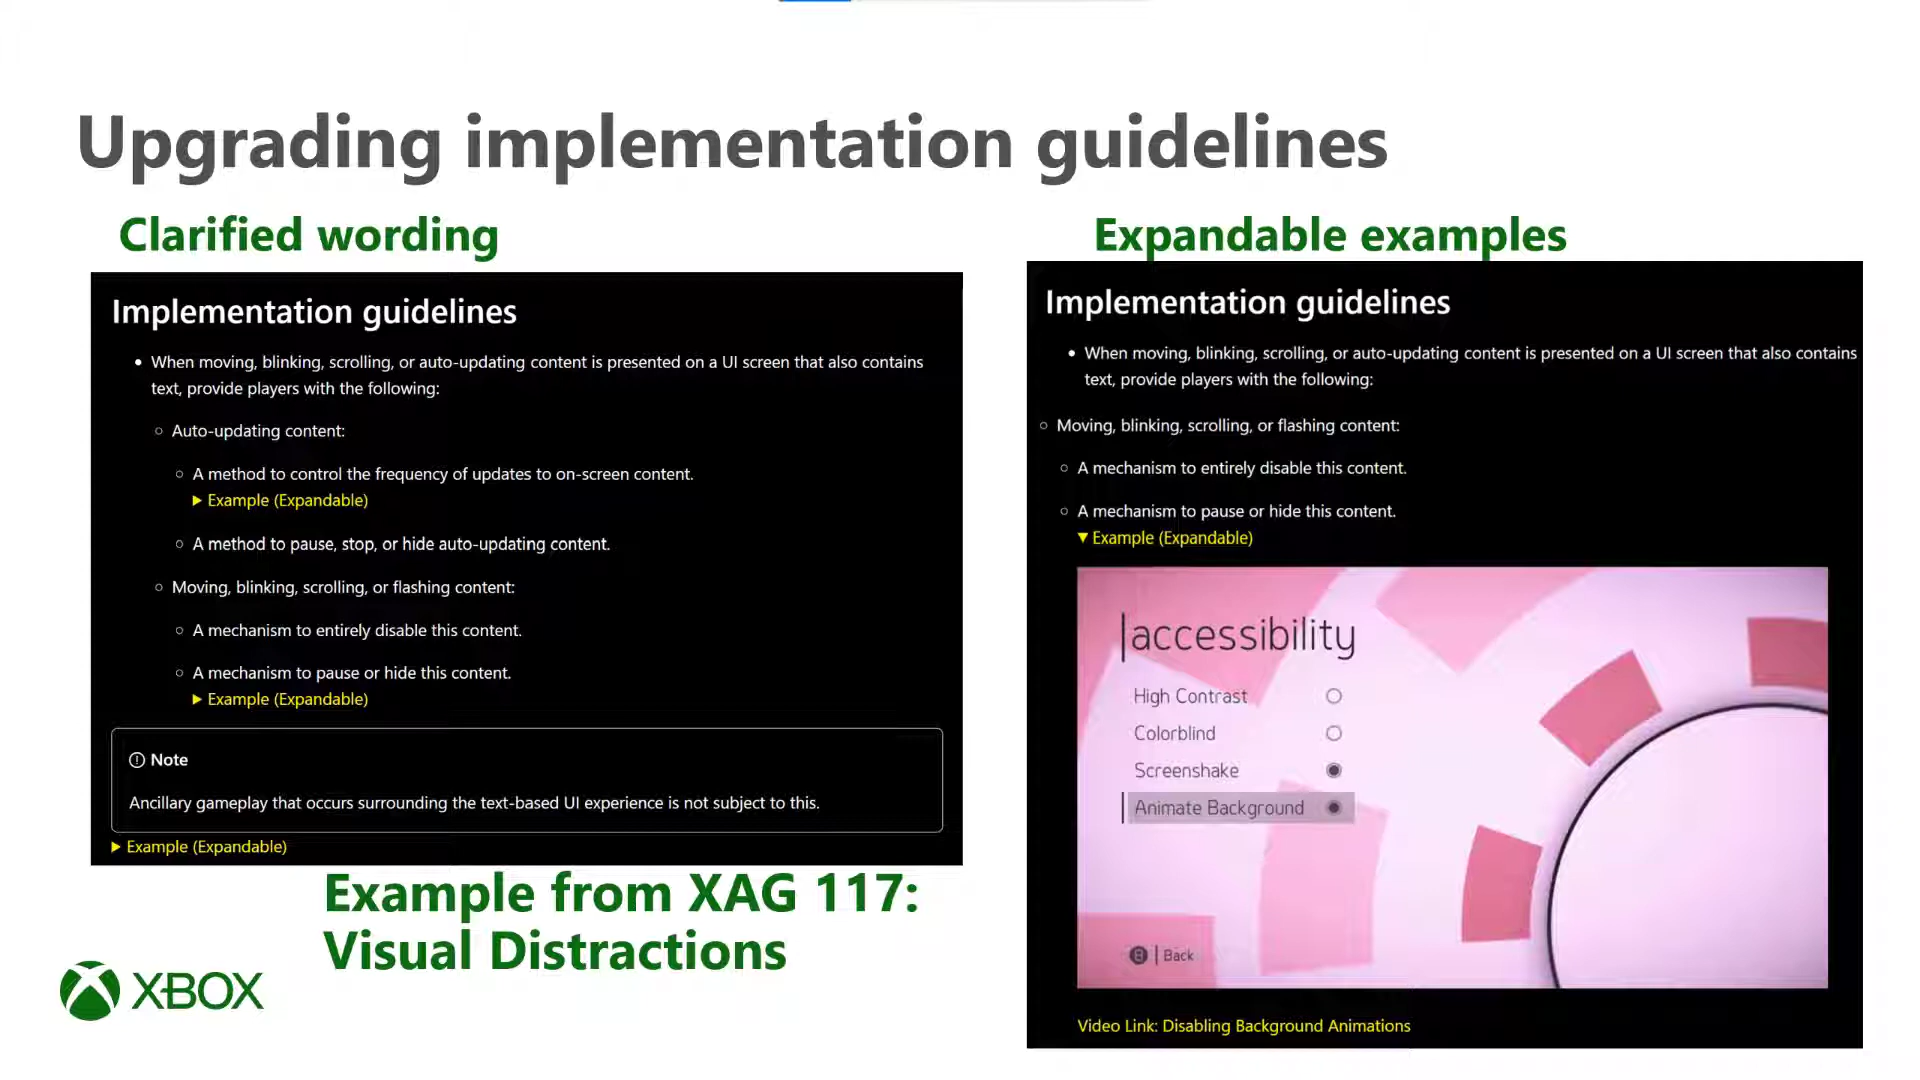 Upgrading implementation guidelines
Clarified wording
Implementation guidelines
When moving, blinking, scrolling, or auto-updating content is presented on a UI screen that also contains
text, provide players with the following:
Auto-updating content:
A method to control the frequency of updates to on-screen content.
Example (Expandable)
A method to pause, stop, or hide auto-updating content.
Moving, blinking, scrolling, or flashing content:
A mechanism to entirely disable this content.
A mechanism to pause or hide this content.
Example (Expandable)
Note
Ancillary gameplay that occurs surrounding the text-based UI experience is not subject to this.
Example (Expandable)
Example from XAG 117:
Visual Distractions
XBOX
Expandable examples
Implementation guidelines
When moving, blinking, scrolling, or auto-updating content is presented on a UI screen that also contains
text, provide players with the following:
Moving, blinking, scrolling, or flashing content:
A mechanism to entirely disable this content.
A mechanism to pause or hide this content.
Example (Expandable)
accessibility
High Contrast
Colorblind
Screenshake
Animate Background
B | Back
Video Link: Disabling Background Animations